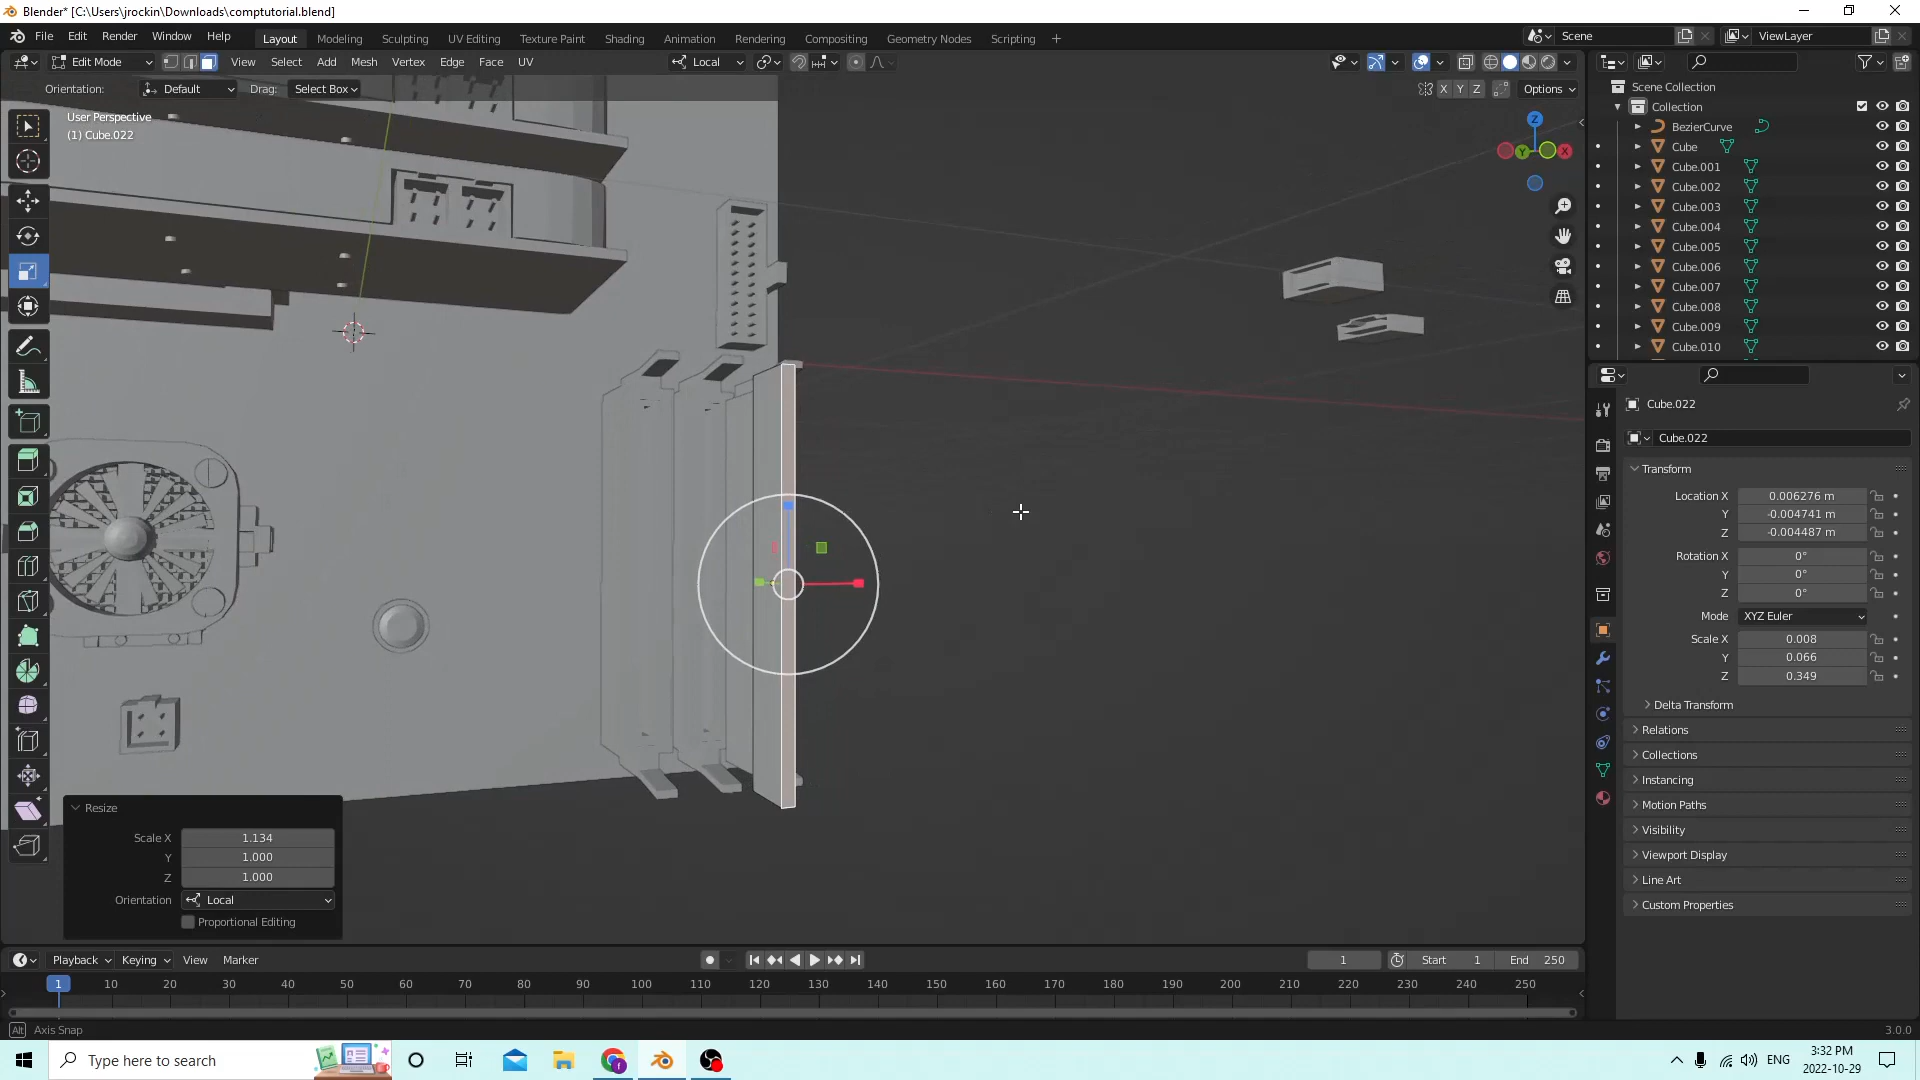 Blender* [C:\Users\jrockin\Downloads\comptutorial.blend]
File Edit Render Window Help Layout Modeling Sculpting UV Editing Texture Paint Shading Animation Rendering Compositing Geometry Nodes Scripting + Scene ViewLayer
Edit Mode View Select Add Mesh Vertex Edge Face UV Local
Orientation: Default Drag: Select Box X Y Z Options
User Perspective
(1) Cube.022
Z
Y X
Scene Collection
Collection
BezierCurve
Cube
Cube.001
Cube.002
Cube.003
Cube.004
Cube.005
Cube.006
Cube.007
Cube.008
Cube.009
Cube.010
Cube.022
Cube.022
Transform
Location X 0.006276 m
Y -0.004741 m
Z -0.004487 m
Rotation X 0°
Y 0°
Z 0°
Mode XYZ Euler
Scale X 0.008
Y 0.066
Z 0.349
Delta Transform
Relations
Collections
Instancing
Motion Paths
Visibility
Viewport Display
Line Art
Custom Properties
Resize
Scale X 1.134
Y 1.000
Z 1.000
Orientation Local
Proportional Editing
Playback Keying View Marker 1 Start 1 End 250
1 10 20 30 40 50 60 70 80 90 100 110 120 130 140 150 160 170 180 190 200 210 220 230 240 250
Alt Axis Snap 3.0.0
Type here to search
ENG
3:32 PM
2022-10-29